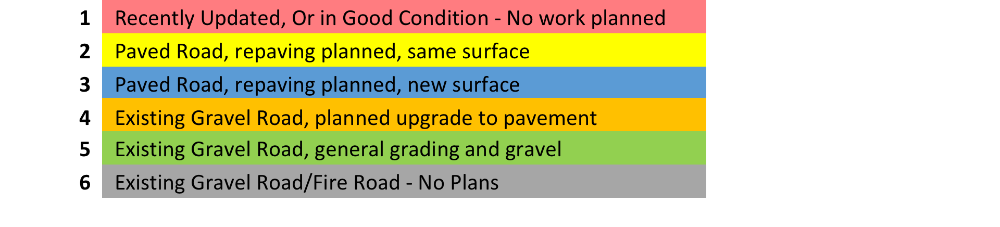 1 Recently Updated, Or in Good Condition - No work planned
2 Paved Road, repaving planned, same surface
3 Paved Road, repaving planned, new surface
4 Existing Gravel Road, planned upgrade to pavement
5 Existing Gravel Road, general grading and gravel
6 Existing Gravel Road/Fire Road - No Plans